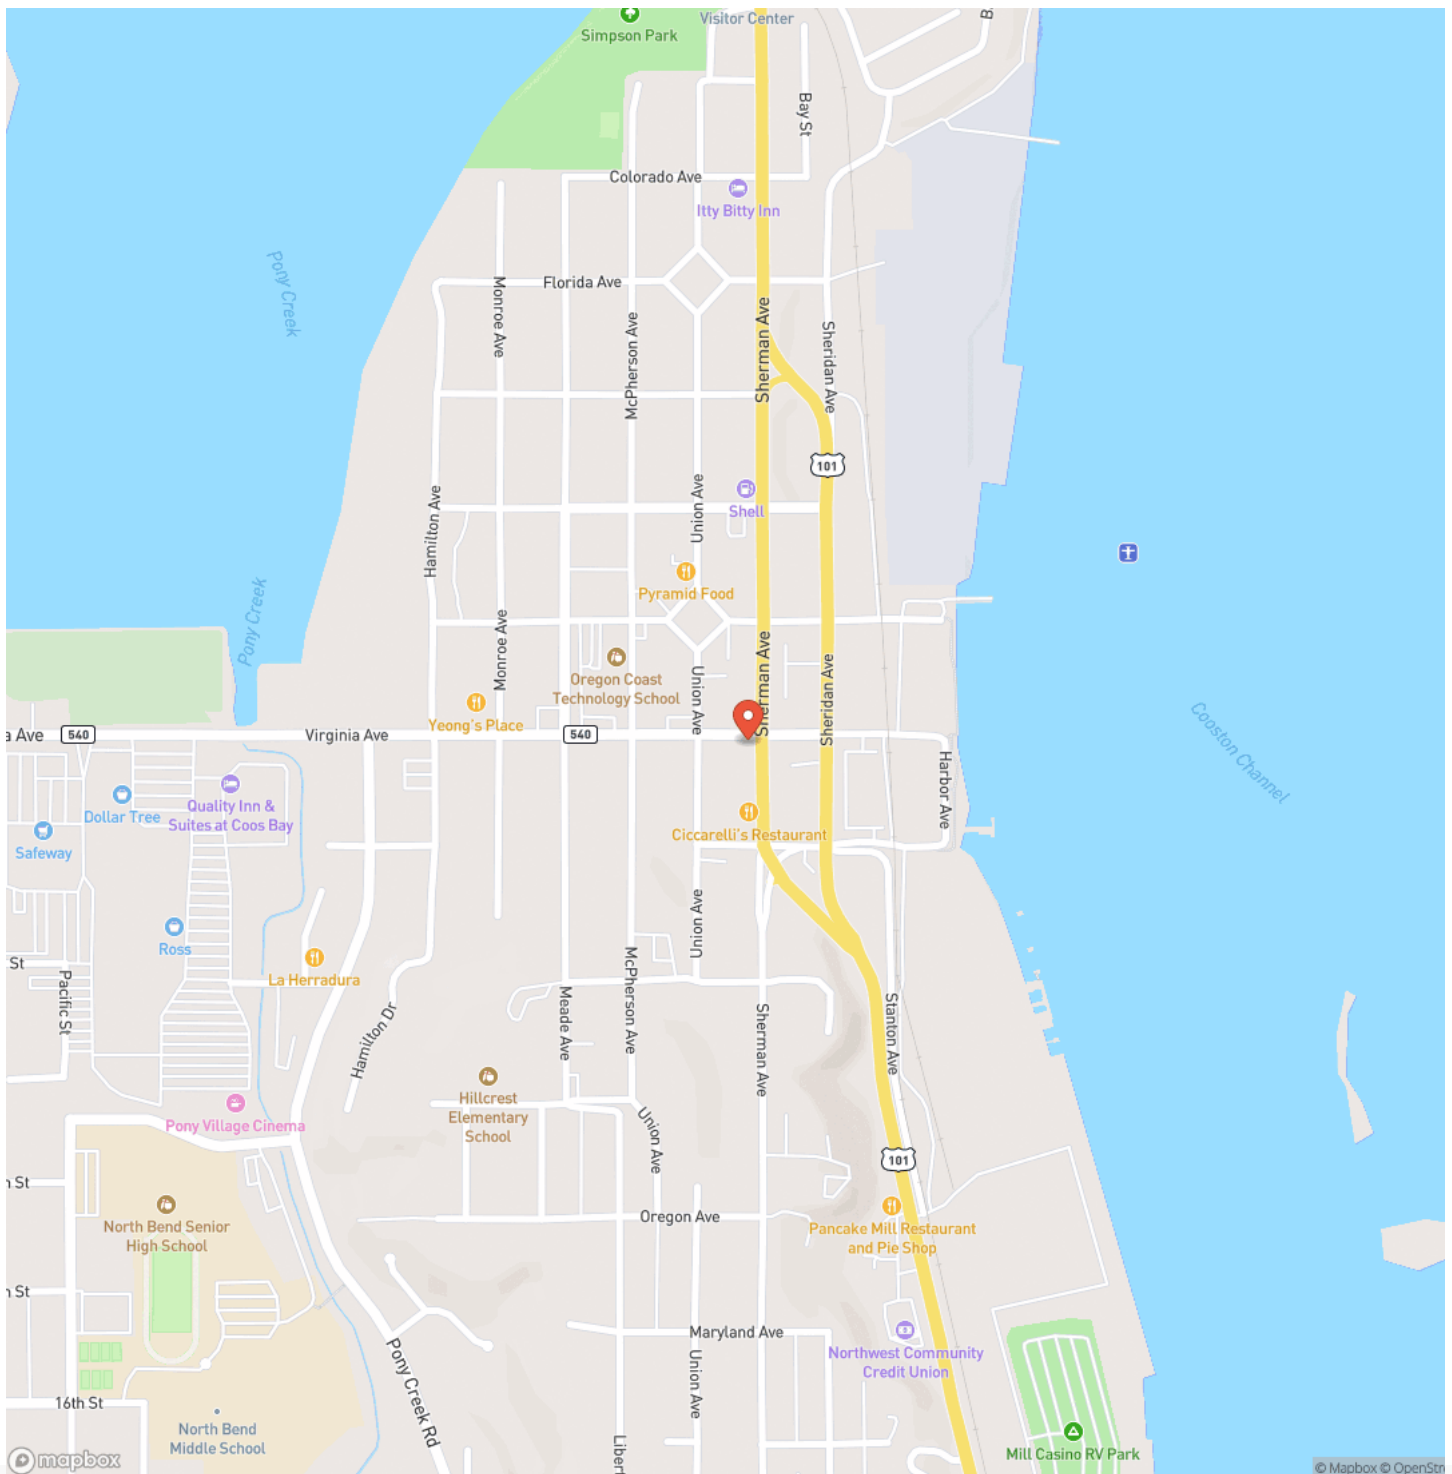 Visitor Center
B
Simpson Park
Bay St
Colorado Ave
Itty Bitty Inn
Pony Creek
Florida Ave
Monroe Ave
McPherson Ave
Sherman Ave
Sheridan Ave
101
Hamilton Ave
Union Ave
Shell
Pyramid Food
Pony Creek
Monroe Ave
Oregon Coast
Technology School
Union Ave
Sherman Ave
Sheridan Ave
Yeong's Place
a Ave
540
Virginia Ave
540
Cooston Channel
Harbor Ave
Quality Inn &
Suites at Coos Bay
Dollar Tree
Safeway
Ciccarelli's Restaurant
Ross
Union Ave
St
La Herradura
Pacific St
McPherson Ave
Meade Ave
Hamilton Dr
Sherman Ave
Stanton Ave
Hillcrest
Elementary
School
Pony Village Cinema
Union Ave
101
h St
North Bend Senior
High School
Oregon Ave
Pancake Mill Restaurant
and Pie Shop
h St
Maryland Ave
Northwest Community
Credit Union
Pony Creek Rd
Union Ave
16th St
North Bend
Middle School
Libert
Mill Casino RV Park
mapbox
© Mapbox © OpenStre